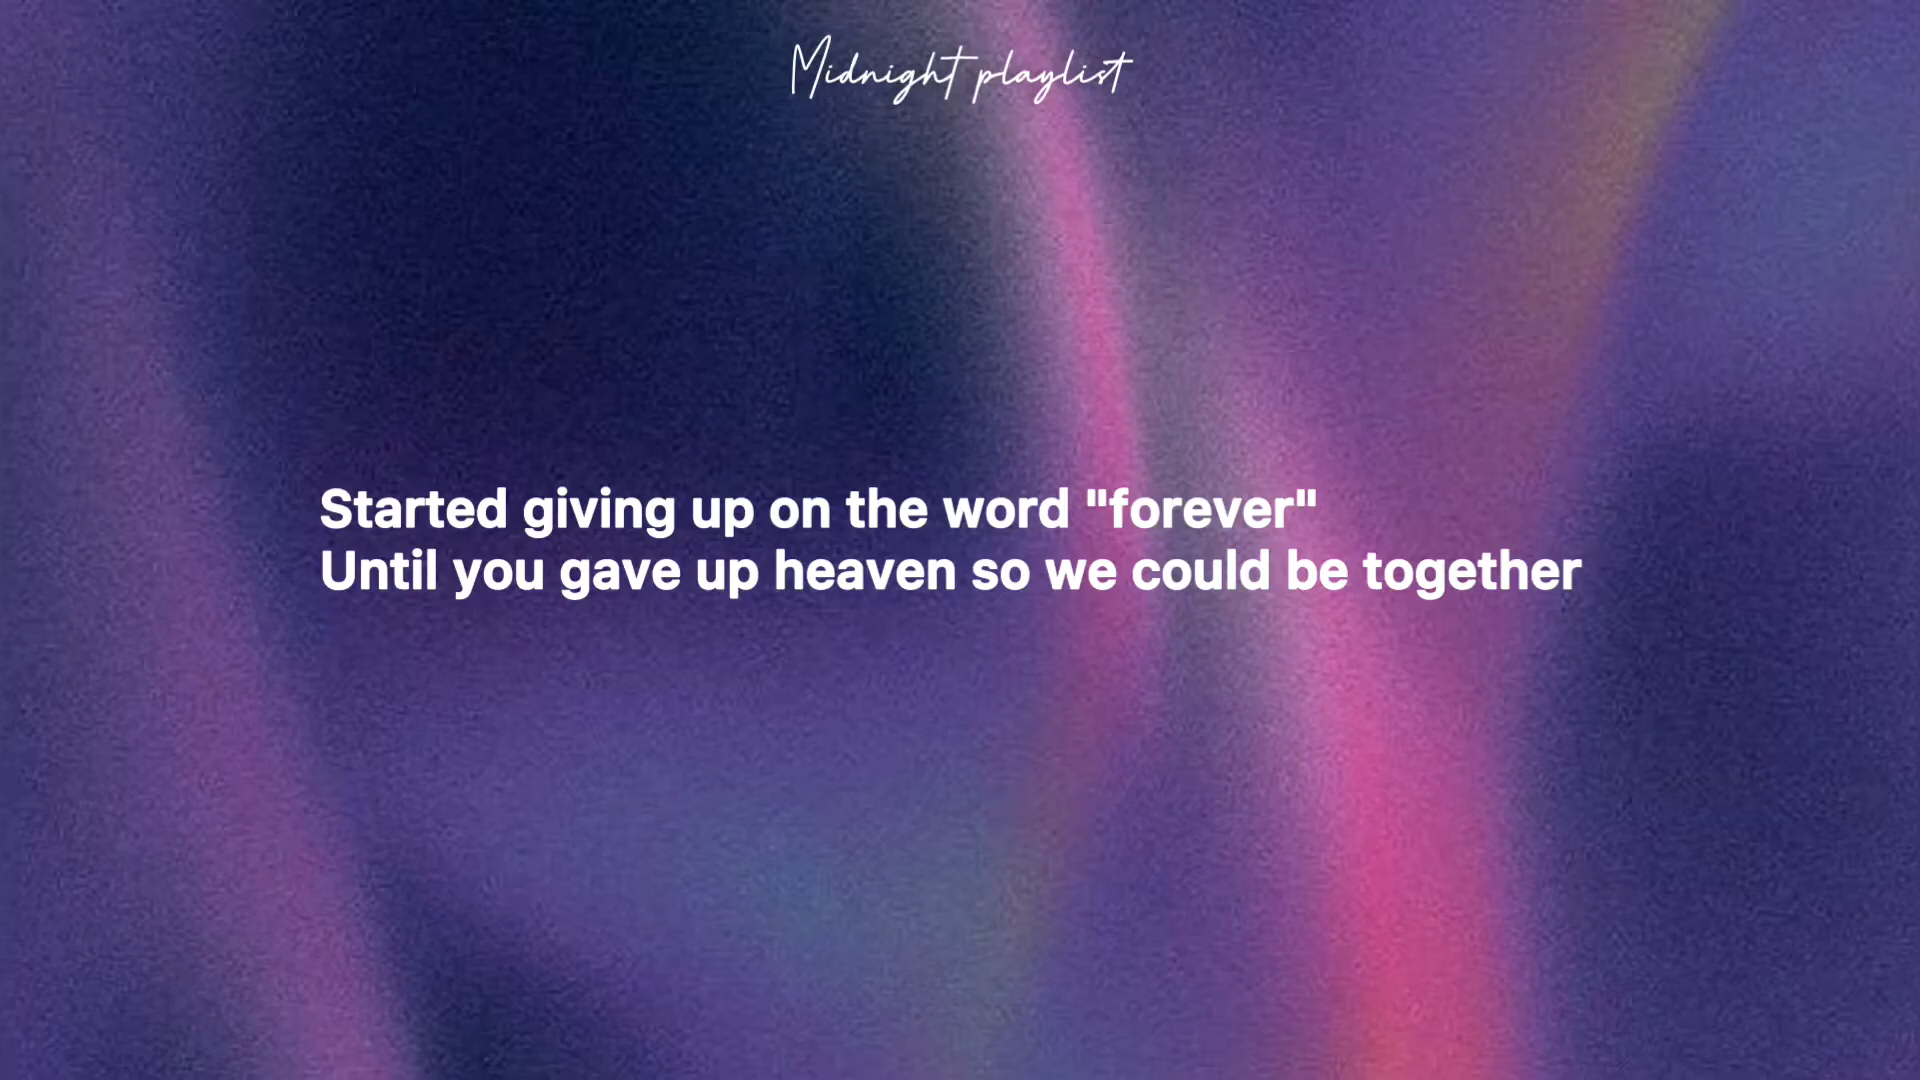 Midnight playlist
Started giving up on the word "forever"
Until you gave up heaven so we could be together